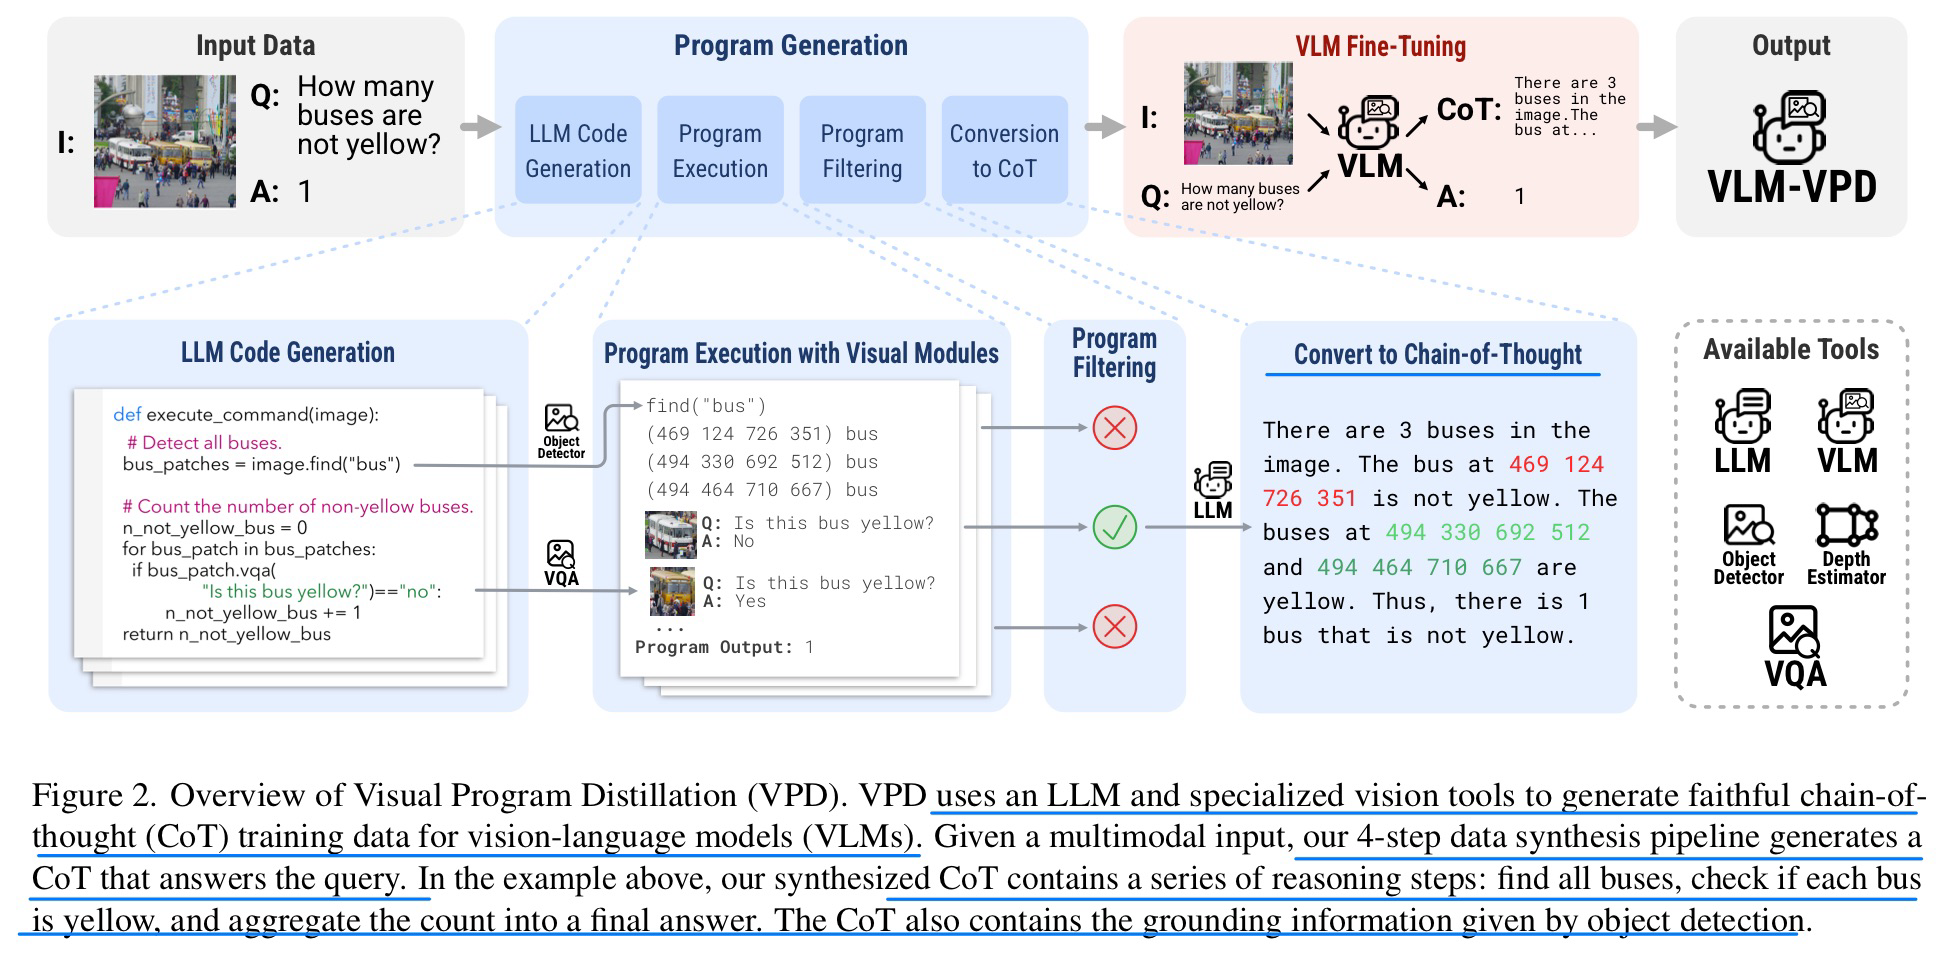 Input Data
I:
Q: How many
buses are
not yellow?
A: 1
Program Generation
LLM Code
Generation
Program
Execution
Program
Filtering
Conversion
to CoT
VLM Fine-Tuning
I:
Q: How many buses
are not yellow?
VLM
CoT: There are 3
buses in the
image.The
bus at...
A: 1
Output
VLM-VPD
LLM Code Generation
def execute_command(image):
# Detect all buses.
bus_patches = image.find("bus")
# Count the number of non-yellow buses.
n_not_yellow_bus = 0
for bus_patch in bus_patches:
if bus_patch.vqa(
"Is this bus yellow?")=="no":
n_not_yellow_bus += 1
return n_not_yellow_bus
Object
Detector
VQA
Program Execution with Visual Modules
find("bus")
(469 124 726 351) bus
(494 330 692 512) bus
(494 464 710 667) bus
Q: Is this bus yellow?
A: No
Q: Is this bus yellow?
A: Yes
...
Program Output: 1
Program
Filtering
LLM
Convert to Chain-of-Thought
There are 3 buses in the
image. The bus at 469 124
726 351 is not yellow. The
buses at 494 330 692 512
and 494 464 710 667 are
yellow. Thus, there is 1
bus that is not yellow.
Available Tools
LLM
VLM
Object
Detector
Depth
Estimator
VQA
Figure 2. Overview of Visual Program Distillation (VPD). VPD uses an LLM and specialized vision tools to generate faithful chain-of-
thought (CoT) training data for vision-language models (VLMs). Given a multimodal input, our 4-step data synthesis pipeline generates a
CoT that answers the query. In the example above, our synthesized CoT contains a series of reasoning steps: find all buses, check if each bus
is yellow, and aggregate the count into a final answer. The CoT also contains the grounding information given by object detection.